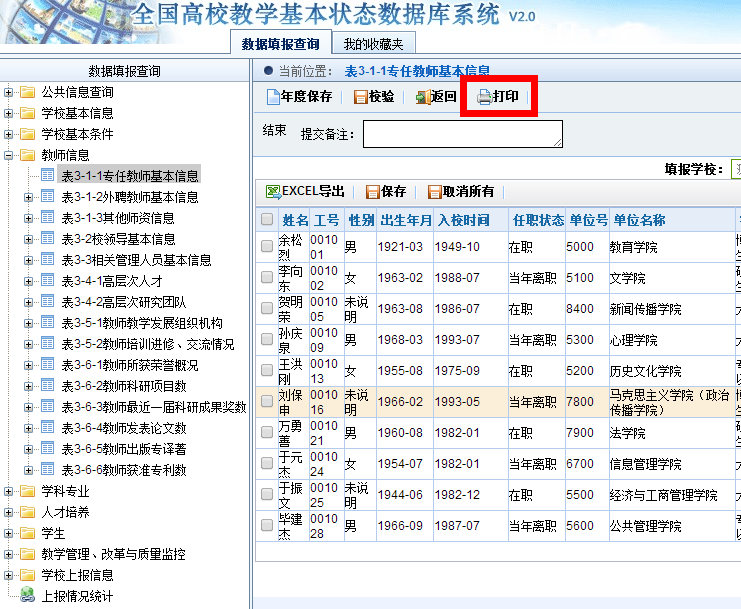 全国高校教学基本状态数据库系统 V2.0
数据填报查询 我的收藏夹
数据填报查询
公共信息查询
学校基本信息
学校基本条件
教师信息
表3-1-1专任教师基本信息
表3-1-2外聘教师基本信息
表3-1-3其他师资信息
表3-2校领导基本信息
表3-3相关管理人员基本信息
表3-4-1高层次人才
表3-4-2高层次研究团队
表3-5-1教师教学发展组织机构
表3-5-2教师培训进修、交流情况
表3-6-1教师所获荣誉概况
表3-6-2教师科研项目数
表3-6-3教师最近一届科研成果奖数
表3-6-4教师发表论文数
表3-6-5教师出版专译著
表3-6-6教师获准专利数
学科专业
人才培养
学生
教学管理、改革与质量监控
学校上报信息
上报情况统计
当前位置： 表3-1-1专任教师基本信息
年度保存 校验 返回 打印
结束 提交备注：
填报学校：
EXCEL导出 保存 取消所有
姓名 工号 性别 出生年月 入校时间 任职状态 单位号 单位名称
余松烈 001001 男 1921-03 1949-10 在职 5000 教育学院
李向东 001002 女 1963-02 1988-07 当年离职 5100 文学院
贺明荣 001005 未说明 1963-08 1986-07 在职 8400 新闻传播学院
孙庆泉 001009 男 1968-03 1993-07 当年离职 5300 心理学院
王洪刚 001013 女 1955-08 1975-09 在职 5200 历史文化学院
刘保申 001016 未说明 1966-02 1993-05 当年离职 7800 马克思主义学院（政治传播学院）
万勇善 001021 男 1960-08 1982-01 在职 7900 法学院
于元杰 001024 女 1954-07 1982-01 当年离职 6700 信息管理学院
于振文 001025 未说明 1944-06 1982-12 在职 5500 经济与工商管理学院
毕建杰 001028 男 1966-09 1987-07 当年离职 5600 公共管理学院